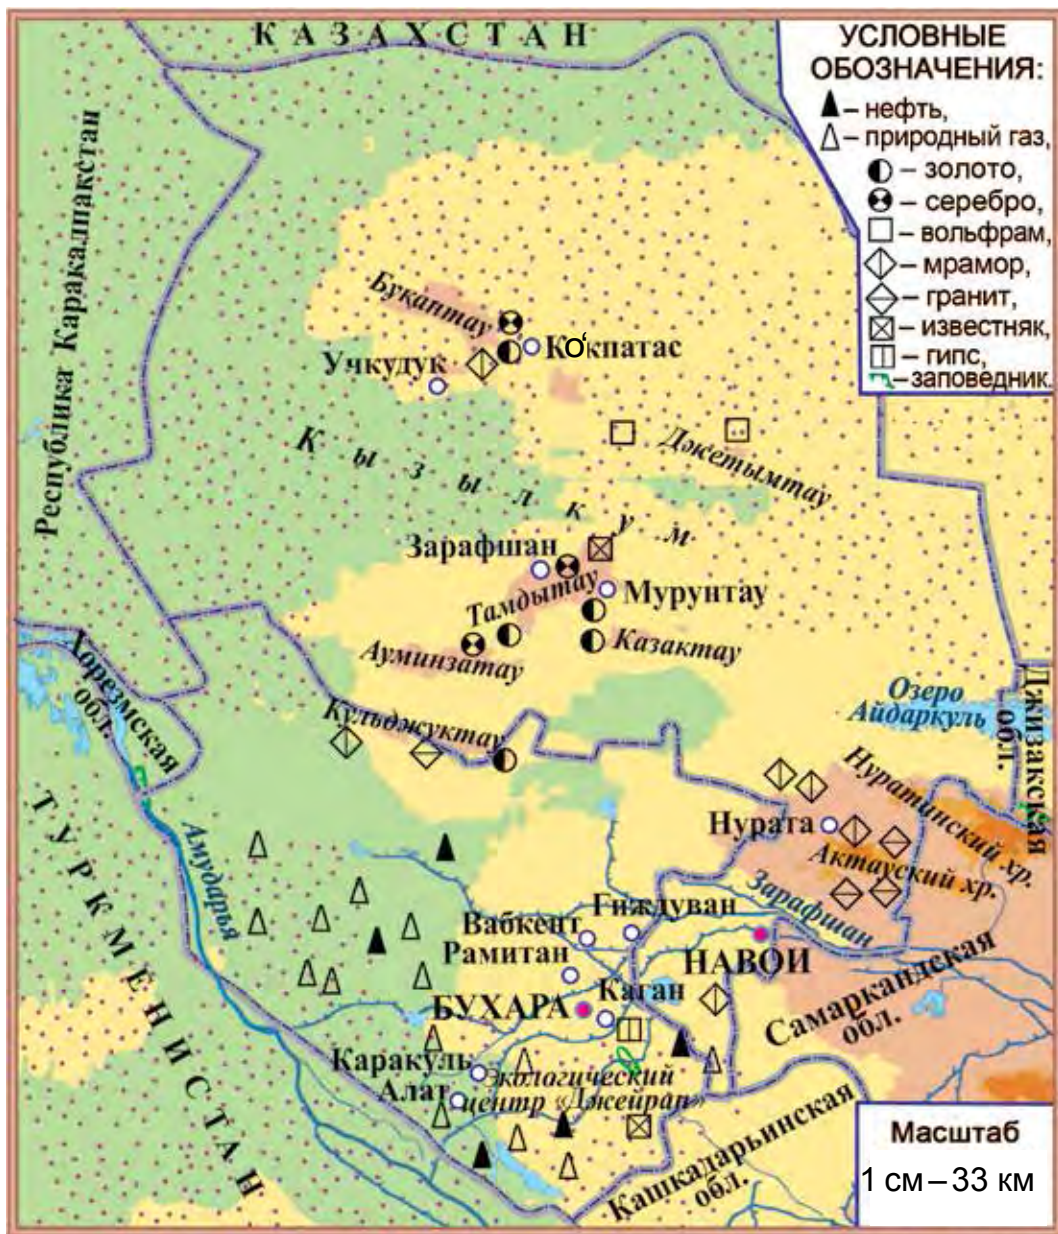 КАЗАХСТАН
УСЛОВНЫЕ
ОБОЗНАЧЕНИЯ:
– нефть,
– природный газ,
– золото,
– серебро,
– вольфрам,
– мрамор,
– гранит,
– известняк,
– гипс,
– заповедник.
Республика Каракалпакстан
Букантау
Коʻкпатас
Учкудук
Джетымтау
Кызылкум
Зарафшан
Тамдытау
Мурунтау
Ауминзатау
Казактау
Хорезмская
обл.
Озеро
Айдаркуль
Джизакская
обл.
Кульджуктау
Нуратинский хр.
Нурата
Актауский хр.
ТУРКМЕНИСТАН
Амударья
Зарафшан
Гиждуван
Вабкент
Рамитан
НАВОИ
Каган
БУХАРА
Самаркандская
обл.
Каракуль
Алат
Экологический
центр «Джейран»
Кашкадарьинская
обл.
Масштаб
1 см – 33 км